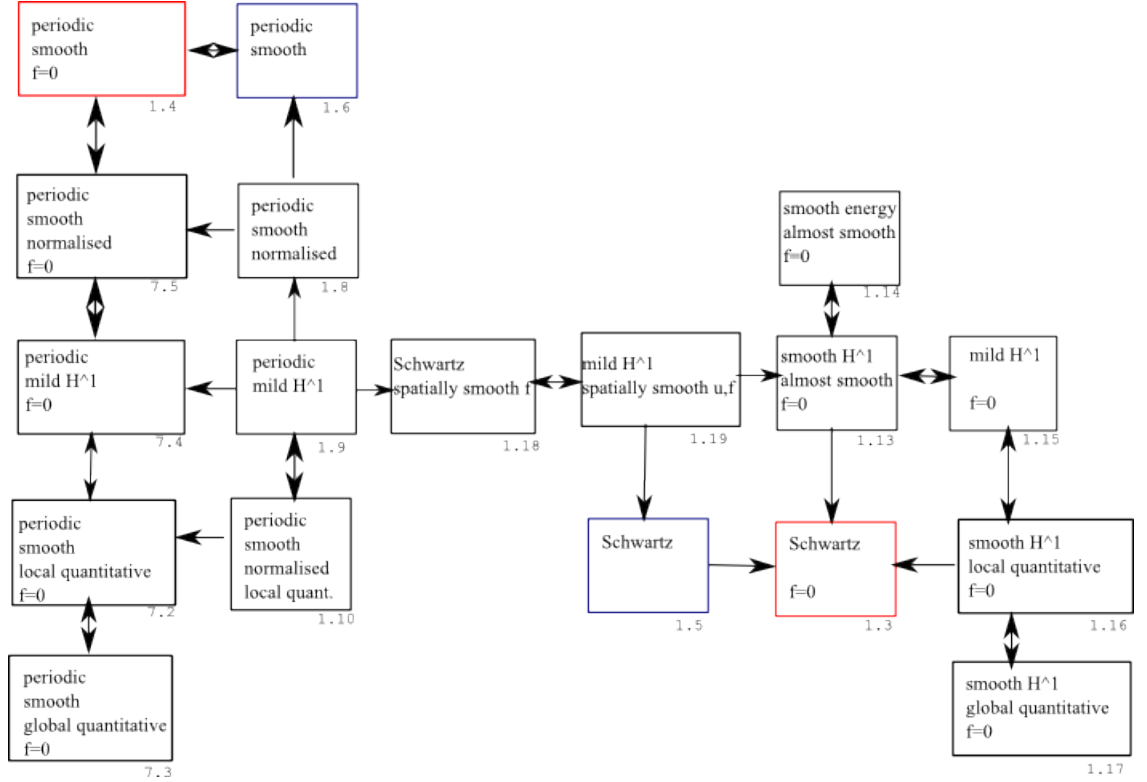 periodic
smooth
f=0
1.4
periodic
smooth
1.6
periodic
smooth
normalised
f=0
7.5
periodic
smooth
normalised
1.8
smooth energy
almost smooth
f=0
1.14
periodic
mild H^1
f=0
7.4
periodic
mild H^1
1.9
Schwartz
spatially smooth f
1.18
mild H^1
spatially smooth u,f
1.19
smooth H^1
almost smooth
f=0
1.13
mild H^1
f=0
1.15
periodic
smooth
local quantitative
f=0
7.2
periodic
smooth
normalised
local quant.
1.10
Schwartz
1.5
Schwartz
f=0
1.3
smooth H^1
local quantitative
f=0
1.16
periodic
smooth
global quantitative
f=0
7.3
smooth H^1
global quantitative
f=0
1.17